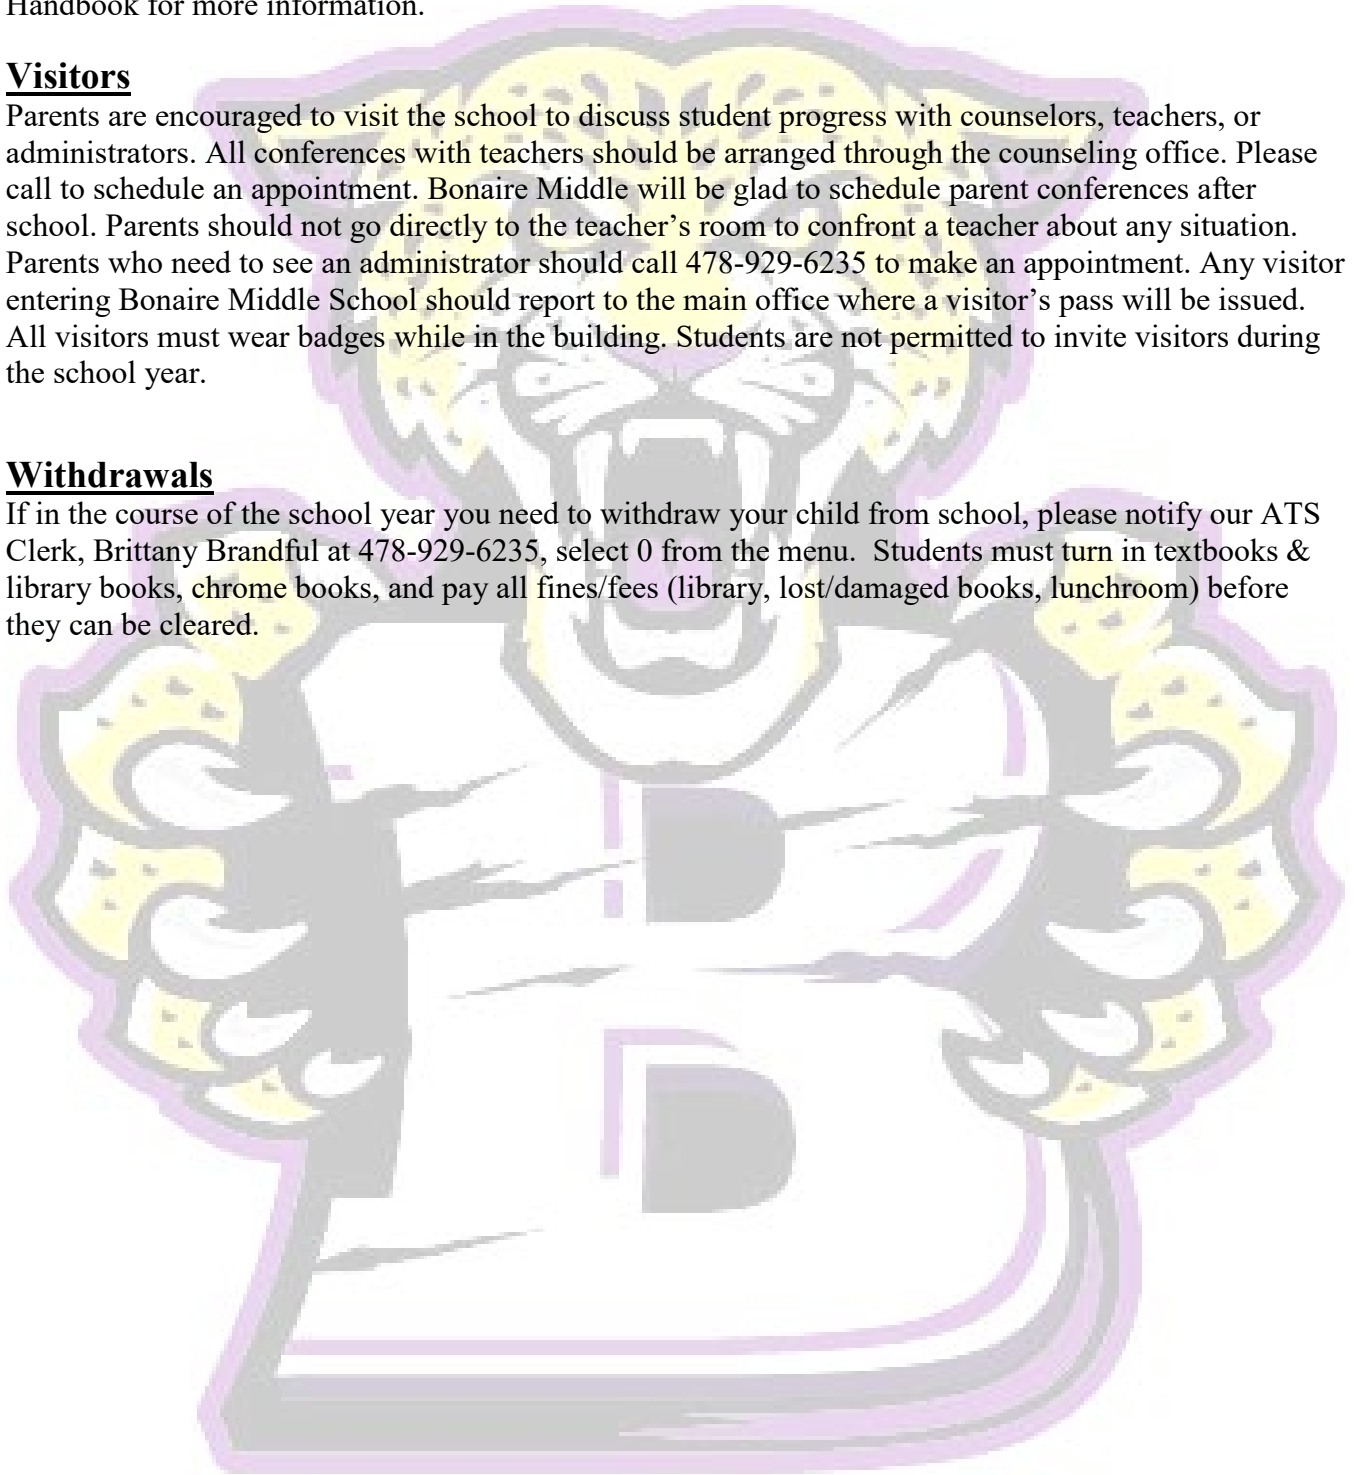 Handbook for more information.
Visitors
Parents are encouraged to visit the school to discuss student progress with counselors, teachers, or
administrators. All conferences with teachers should be arranged through the counseling office. Please
call to schedule an appointment. Bonaire Middle will be glad to schedule parent conferences after
school. Parents should not go directly to the teacher’s room to confront a teacher about any situation.
Parents who need to see an administrator should call 478-929-6235 to make an appointment. Any visitor
entering Bonaire Middle School should report to the main office where a visitor’s pass will be issued.
All visitors must wear badges while in the building. Students are not permitted to invite visitors during
the school year.
Withdrawals
If in the course of the school year you need to withdraw your child from school, please notify our ATS
Clerk, Brittany Brandful at 478-929-6235, select 0 from the menu.  Students must turn in textbooks &
library books, chrome books, and pay all fines/fees (library, lost/damaged books, lunchroom) before
they can be cleared.
B